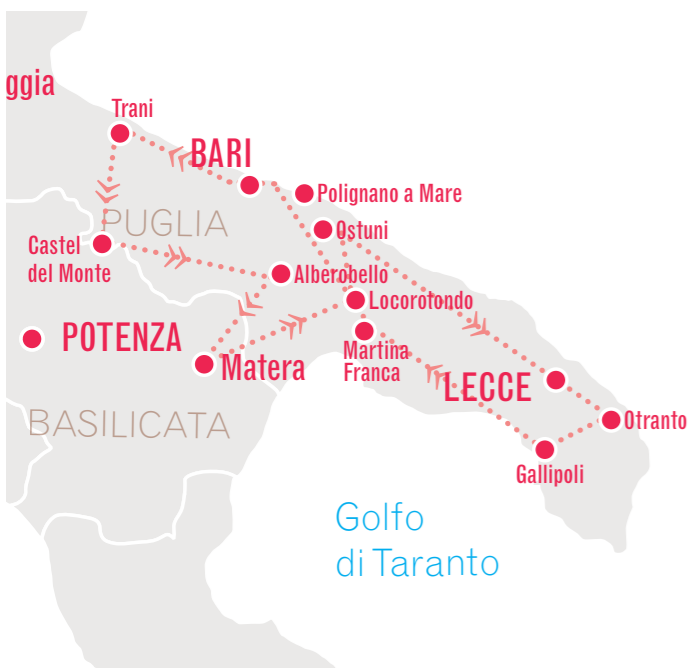 ggia
Trani
BARI
Polignano a Mare
PUGLIA
Ostuni
Castel
del Monte
Alberobello
Locorotondo
POTENZA
Matera
Martina
Franca
LECCE
BASILICATA
Otranto
Gallipoli
Golfo
di Taranto